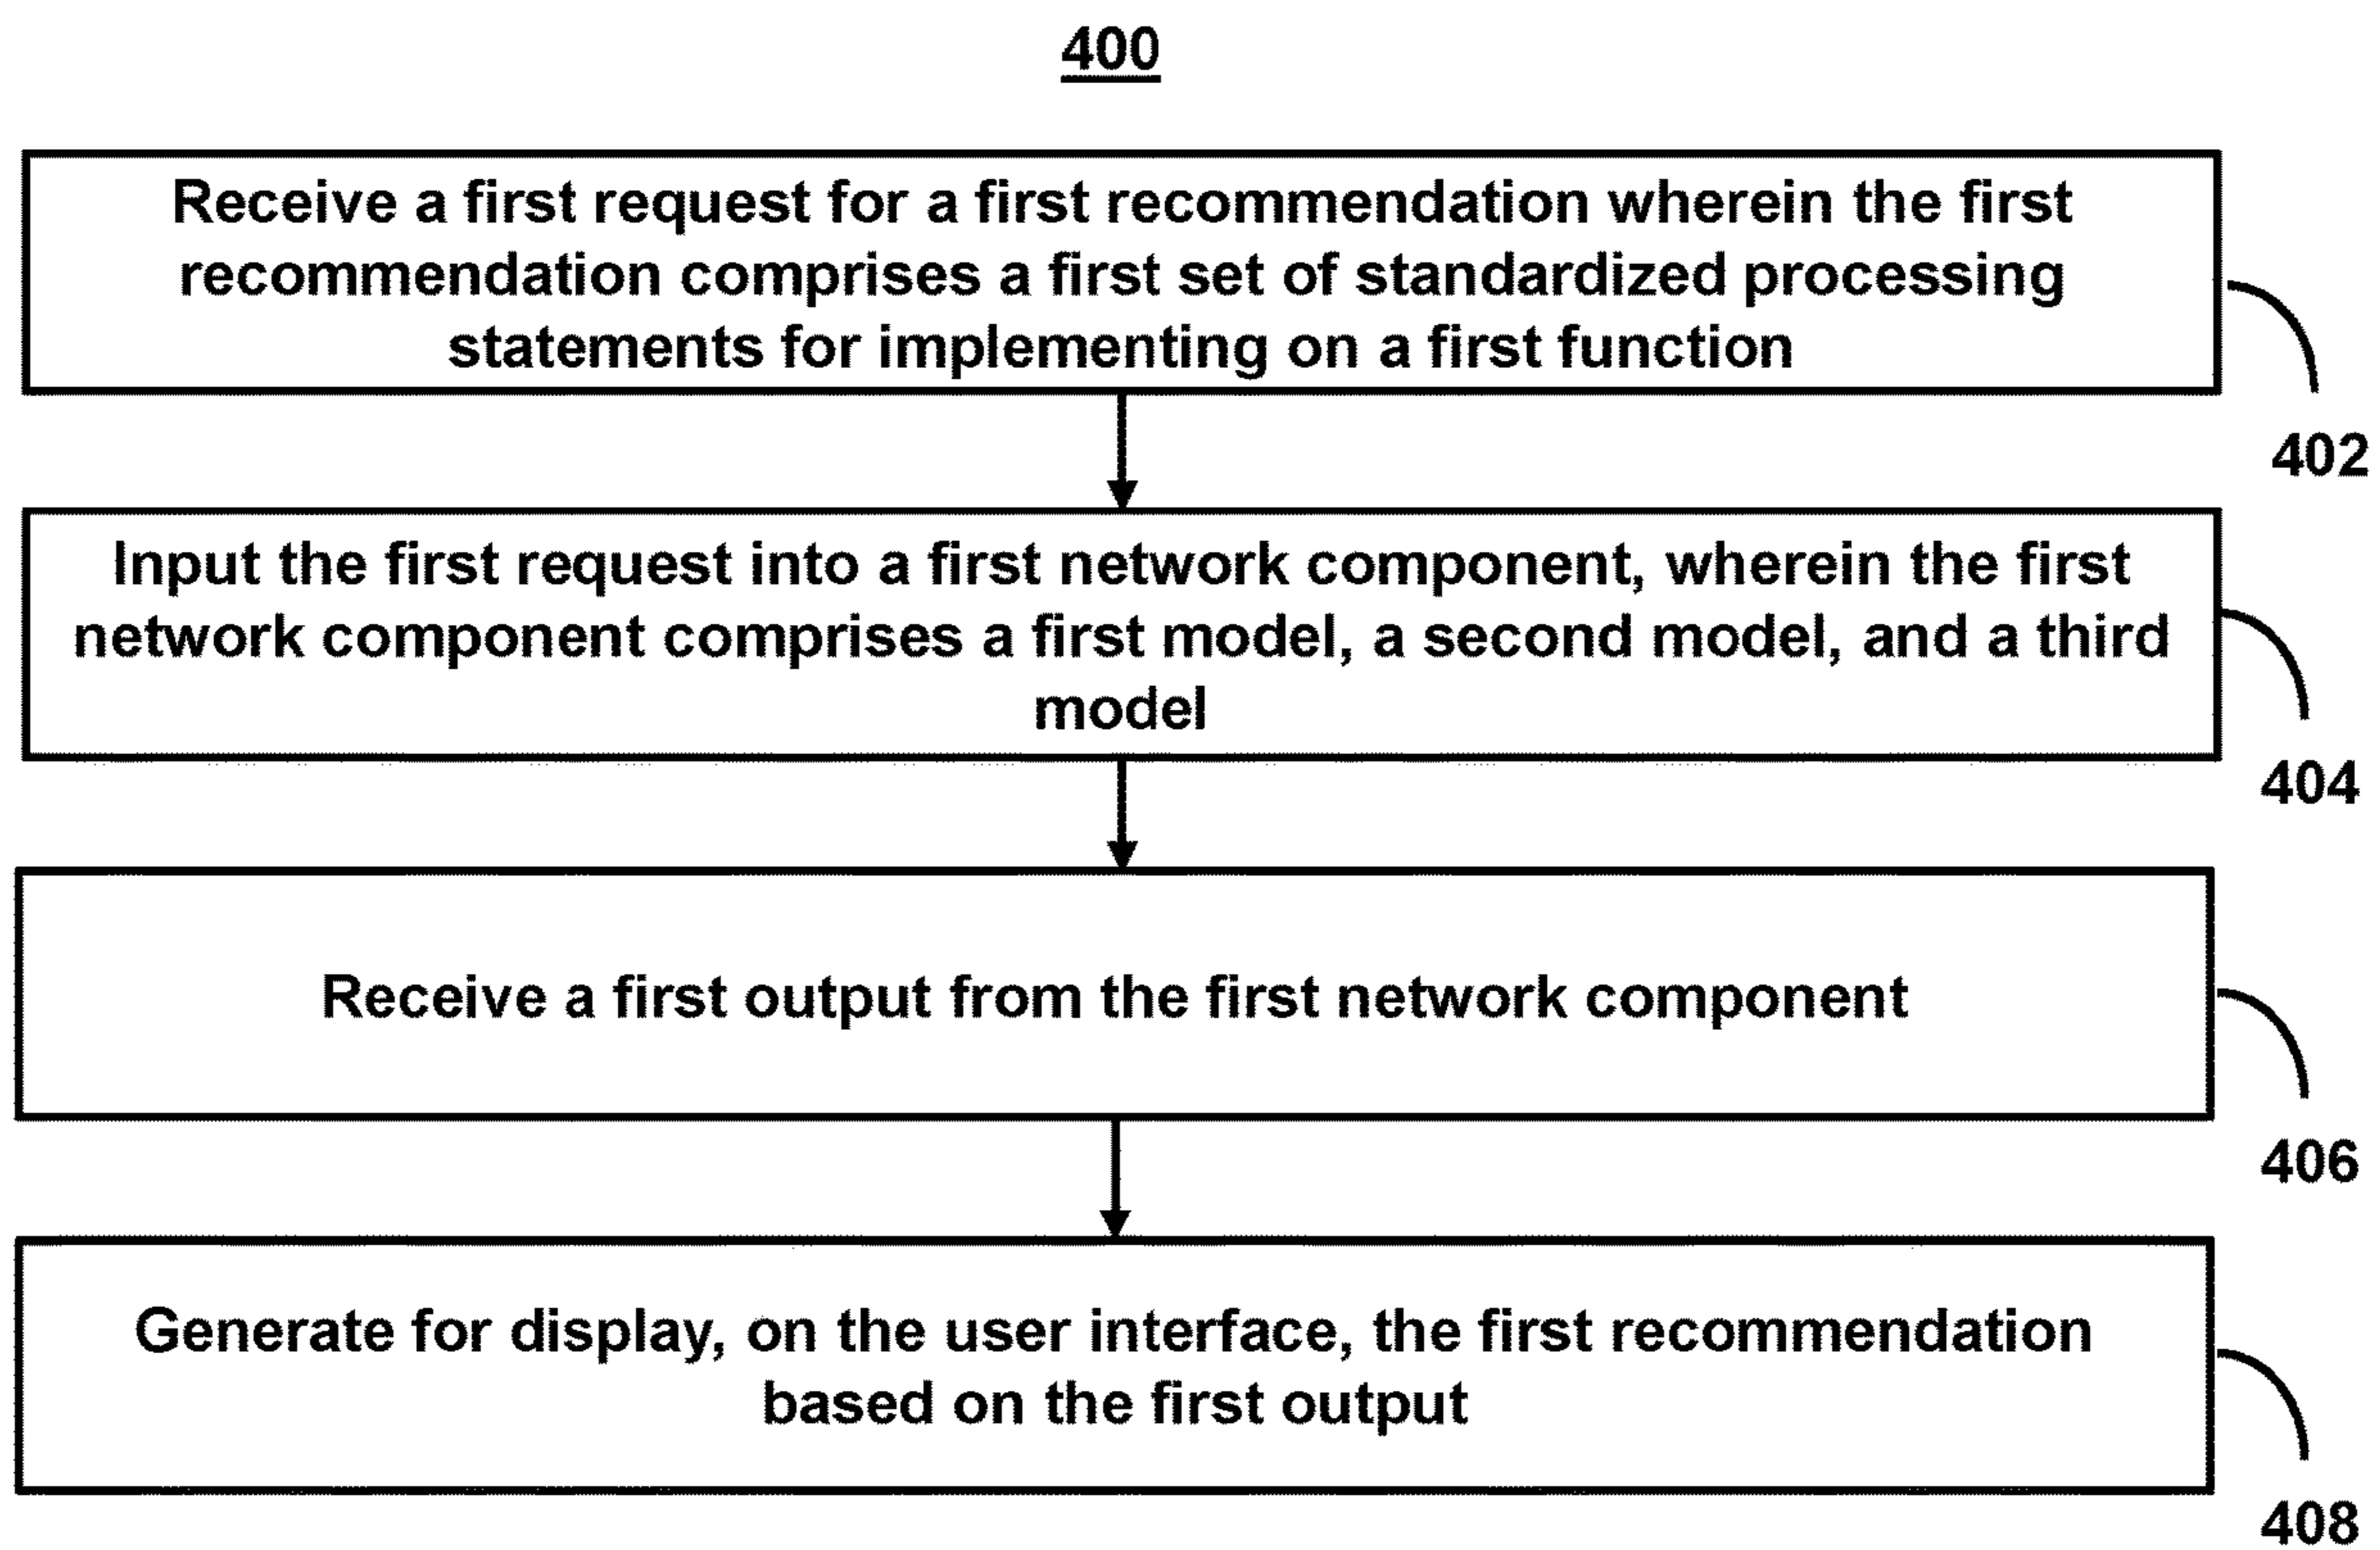 400
Receive a first request for a first recommendation wherein the first
recommendation comprises a first set of standardized processing
statements for implementing on a first function
402
Input the first request into a first network component, wherein the first
network component comprises a first model, a second model, and a third
model
404
Receive a first output from the first network component
406
Generate for display, on the user interface, the first recommendation
based on the first output
408